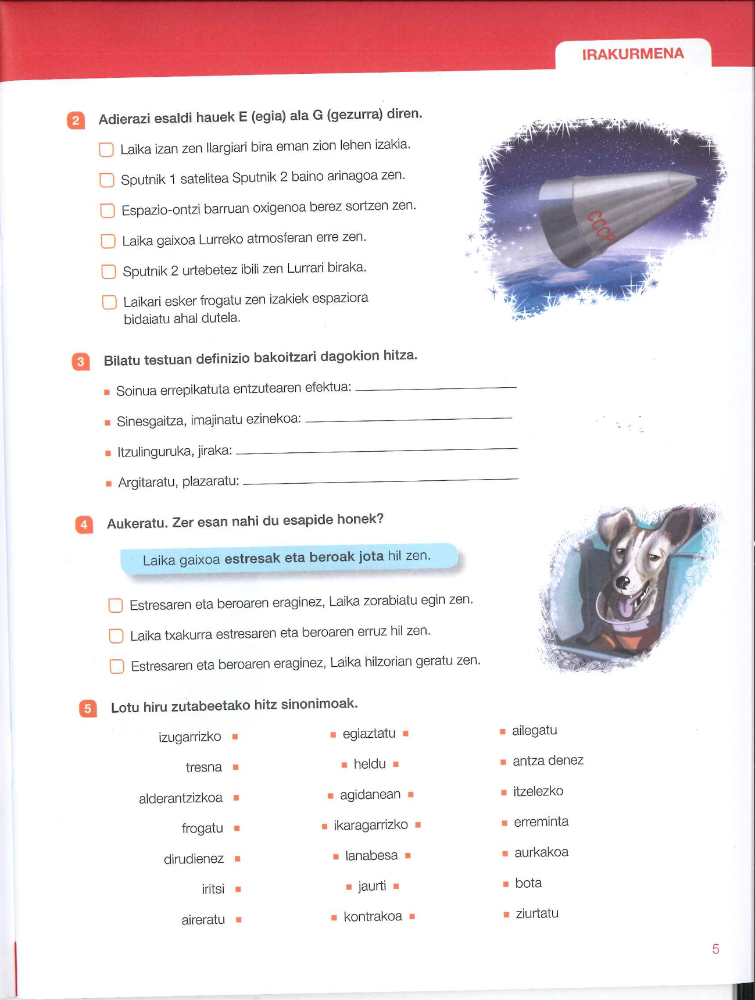 IRAKURMENA
2 Adierazi esaldi hauek E (egia) ala G (gezurra) diren.
Laika izan zen Ilargiari bira eman zion lehen izakia.
Sputnik 1 satelitea Sputnik 2 baino arinagoa zen.
Espazio-ontzi barruan oxigenoa berez sortzen zen.
Laika gaixoa Lurreko atmosferan erre zen.
Sputnik 2 urtebetez ibili zen Lurrari biraka.
Laikari esker frogatu zen izakiek espaziora
bidaiatu ahal dutela.
CCCP
3 Bilatu testuan definizio bakoitzari dagokion hitza.
Soinua errepikatuta entzutearen efektua:
Sinesgaitza, imajinatu ezinekoa:
Itzulinguruka, jiraka:
Argitaratu, plazaratu:
4 Aukeratu. Zer esan nahi du esapide honek?
Laika gaixoa estresak eta beroak jota hil zen.
Estresaren eta beroaren eraginez, Laika zorabiatu egin zen.
Laika txakurra estresaren eta beroaren erruz hil zen.
Estresaren eta beroaren eraginez, Laika hilzorian geratu zen.
5 Lotu hiru zutabeetako hitz sinonimoak.
izugarrizko egiaztatu ailegatu
tresna heldu antza denez
alderantzizkoa agidanean itzelezko
frogatu ikaragarrizko erreminta
dirudienez lanabesa aurkakoa
iritsi jaurti bota
aireratu kontrakoa ziurtatu
5